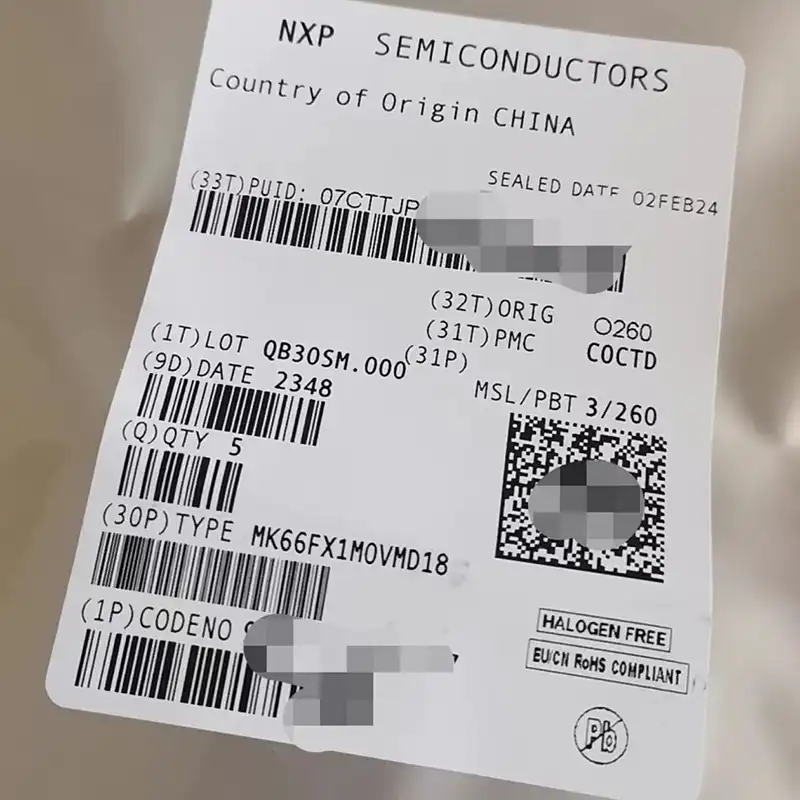 NXP SEMICONDUCTORS
Country of Origin CHINA
SEALED DATE 02FEB24
(33T)PUID: 07CTTJP
(32T)ORIG O260
(31T)PMC COCTD
(31P)
(1T)LOT QB30SM.000
(9D)DATE 2348
MSL/PBT 3/260
(Q)QTY 5
(30P)TYPE MK66FX1M0VMD18
(1P)CODENO
HALOGEN FREE
EU/CN RoHS COMPLIANT
Pb